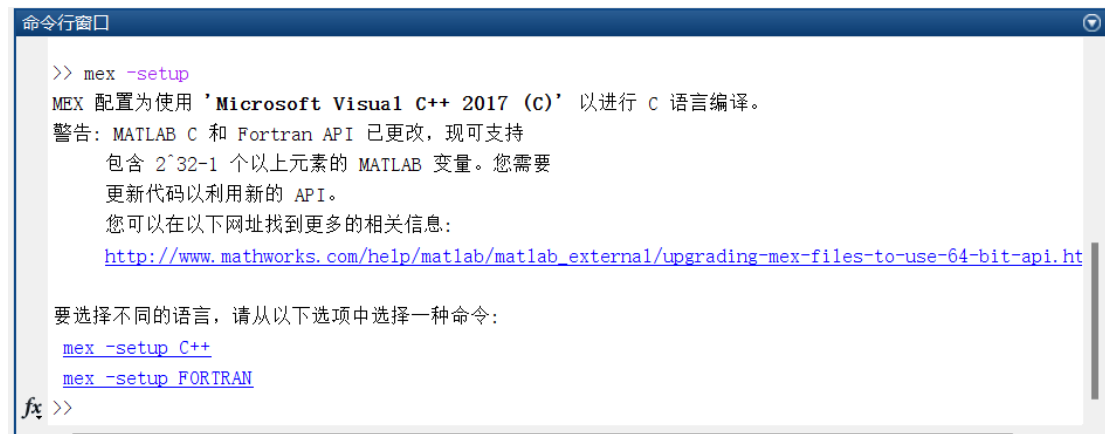 命令行窗口
>> mex -setup
MEX 配置为使用 'Microsoft Visual C++ 2017 (C)' 以进行 C 语言编译。
警告: MATLAB C 和 Fortran API 已更改，现可支持
包含 2^32-1 个以上元素的 MATLAB 变量。您需要
更新代码以利用新的 API。
您可以在以下网址找到更多的相关信息:
http://www.mathworks.com/help/matlab/matlab_external/upgrading-mex-files-to-use-64-bit-api.ht
要选择不同的语言，请从以下选项中选择一种命令:
mex -setup C++
mex -setup FORTRAN
fx >>